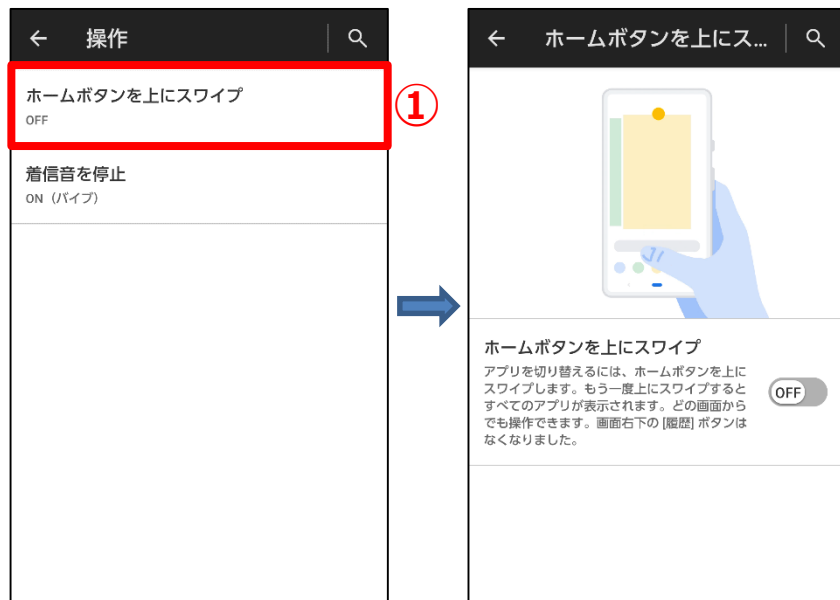 操作
ホームボタンを上にスワイプ
OFF
①
着信音を停止
ON（バイブ）
ホームボタンを上にス...
ホームボタンを上にスワイプ
アプリを切り替えるには、ホームボタンを上に
スワイプします。もう一度上にスワイプすると
すべてのアプリが表示されます。どの画面から
でも操作できます。画面右下の [履歴] ボタンは
なくなりました。
OFF